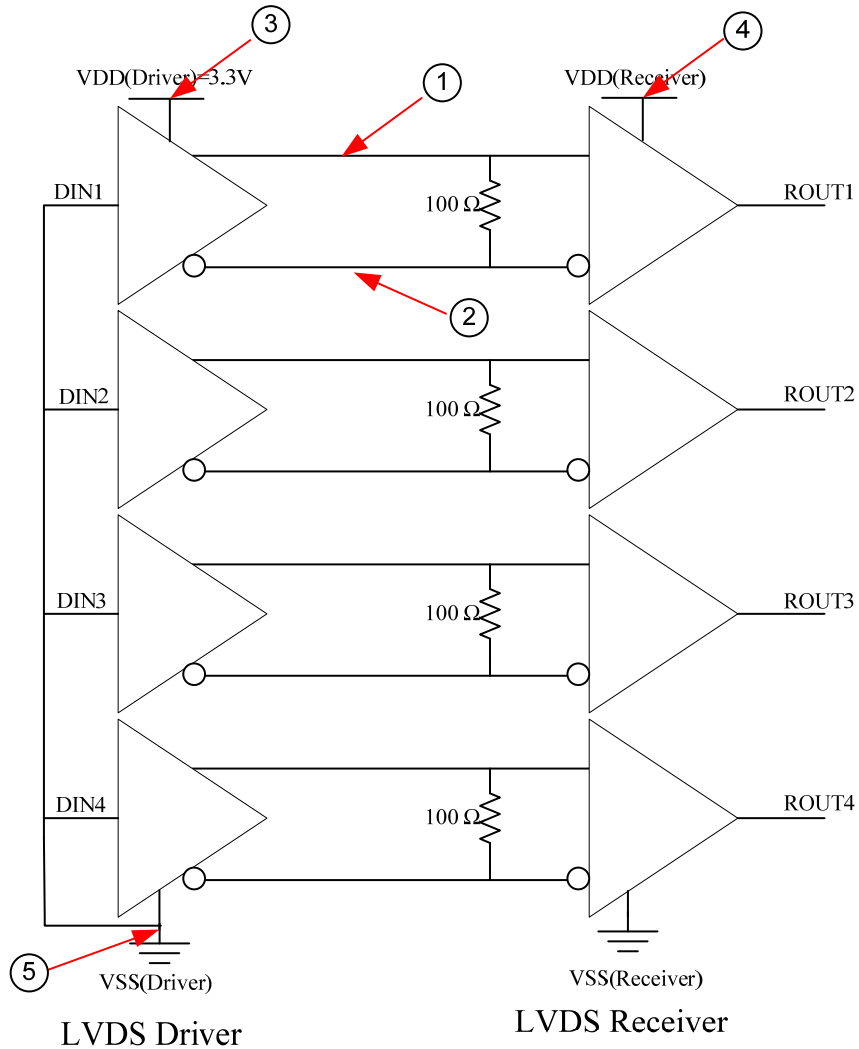 3
4
VDD(Driver)=3.3V
VDD(Receiver)
1
DIN1
100 Ω
ROUT1
2
DIN2
100 Ω
ROUT2
DIN3
100 Ω
ROUT3
DIN4
100 Ω
ROUT4
5
VSS(Driver)
VSS(Receiver)
LVDS Driver
LVDS Receiver